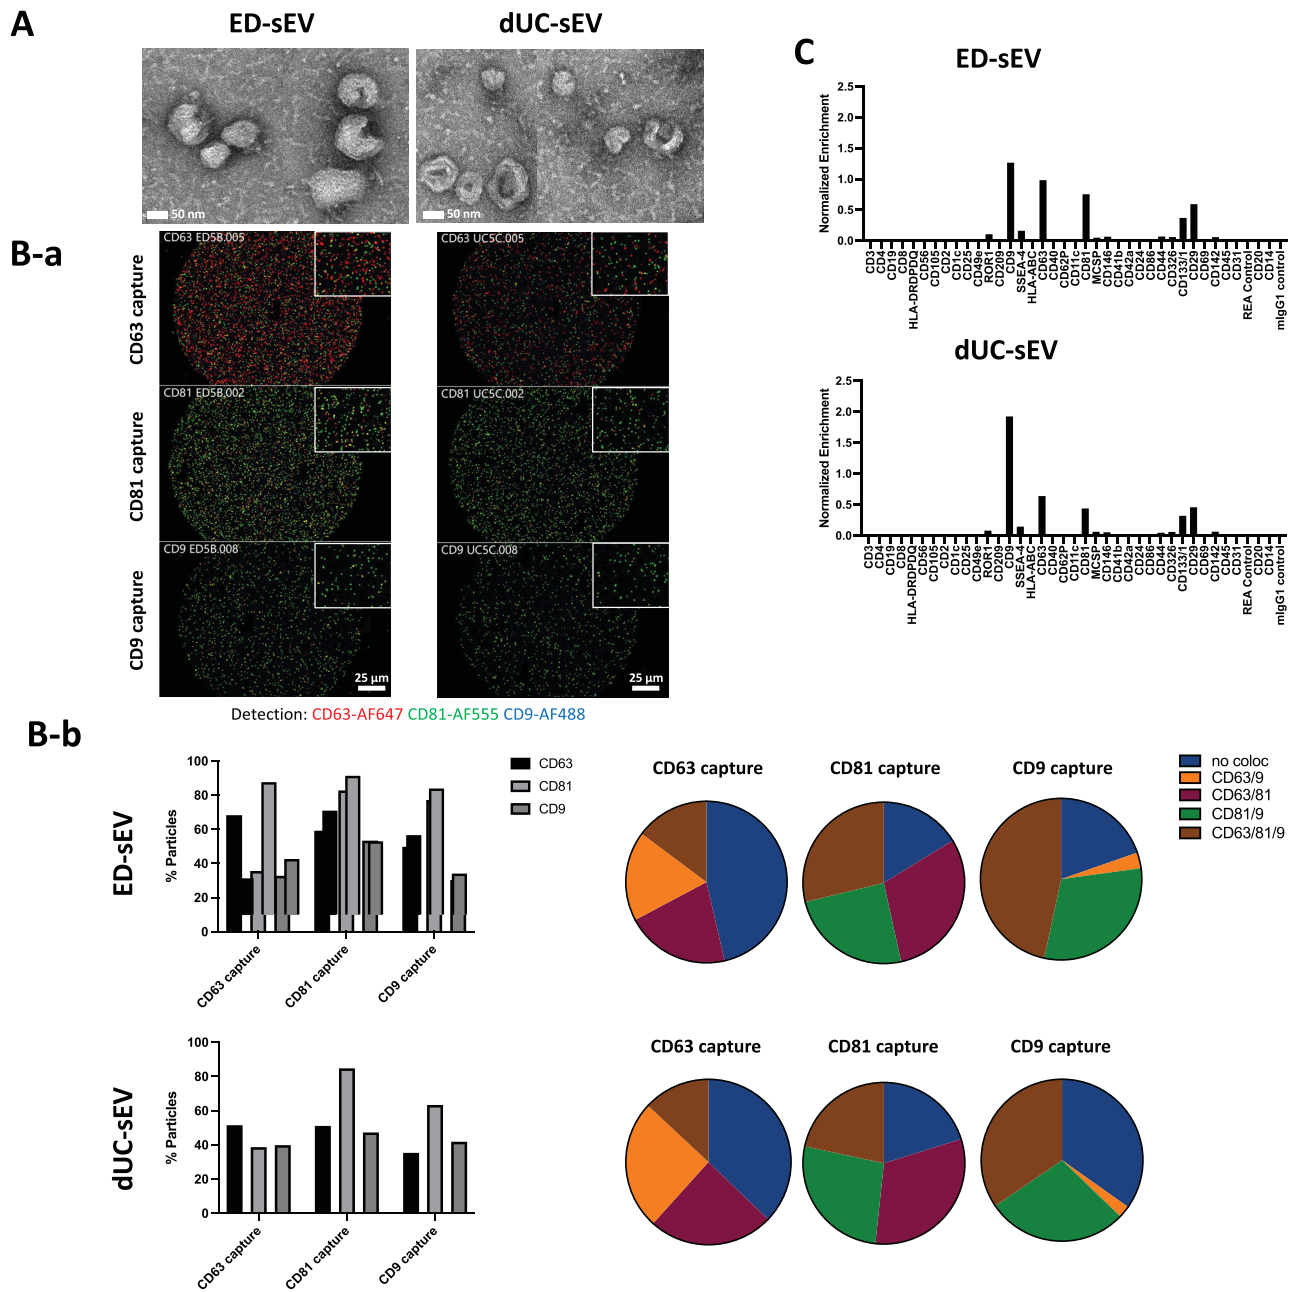 A
ED-sEV
dUC-sEV
50 nm
50 nm
B-a
CD63 capture
CD81 capture
CD9 capture
CD63 ED5B.005
CD63 UC5C.005
CD81 ED5B.002
CD81 UC5C.002
CD9 ED5B.008
CD9 UC5C.008
25 µm
25 µm
Detection: CD63-AF647 CD81-AF555 CD9-AF488
C
ED-sEV
Normalized Enrichment
2.5
2.0
1.5
1.0
0.5
0.0
CD3
CD4
CD19
CD8
HLA-DRDPDQ
CD56
CD105
CD2
CD1c
CD25
CD49e
ROR1
CD209
CD9
SSEA-4
HLA-ABC
CD63
CD40
CD62P
CD11c
CD81
MCSP
CD146
CD41b
CD42a
CD24
CD86
CD44
CD326
CD133/1
CD29
CD69
CD142
CD45
CD31
REA Control
CD20
CD14
mIgG1 control
dUC-sEV
Normalized Enrichment
2.5
2.0
1.5
1.0
0.5
0.0
CD3
CD4
CD19
CD8
HLA-DRDPDQ
CD56
CD105
CD2
CD1c
CD25
CD49e
ROR1
CD209
CD9
SSEA-4
HLA-ABC
CD63
CD40
CD62P
CD11c
CD81
MCSP
CD146
CD41b
CD42a
CD24
CD86
CD44
CD326
CD133/1
CD29
CD69
CD142
CD45
CD31
REA Control
CD20
CD14
mIgG1 control
B-b
ED-sEV
% Particles
100
80
60
40
20
0
CD63 capture
CD81 capture
CD9 capture
CD63
CD81
CD9
CD63 capture
CD81 capture
CD9 capture
no coloc
CD63/9
CD63/81
CD81/9
CD63/81/9
dUC-sEV
% Particles
100
80
60
40
20
0
CD63 capture
CD81 capture
CD9 capture
CD63 capture
CD81 capture
CD9 capture